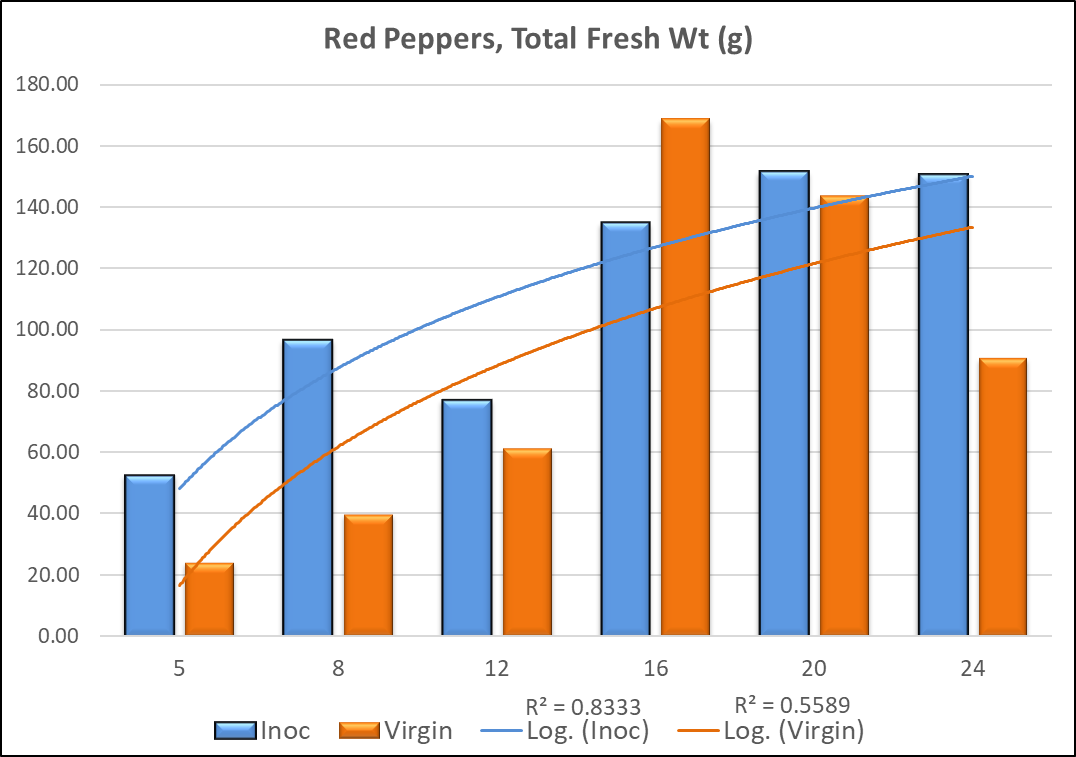 Red Peppers, Total Fresh Wt (g)
180.00
160.00
140.00
120.00
100.00
80.00
60.00
40.00
20.00
0.00
5 8 12 16 20 24
R² = 0.8333 R² = 0.5589
Inoc Virgin Log. (Inoc) Log. (Virgin)